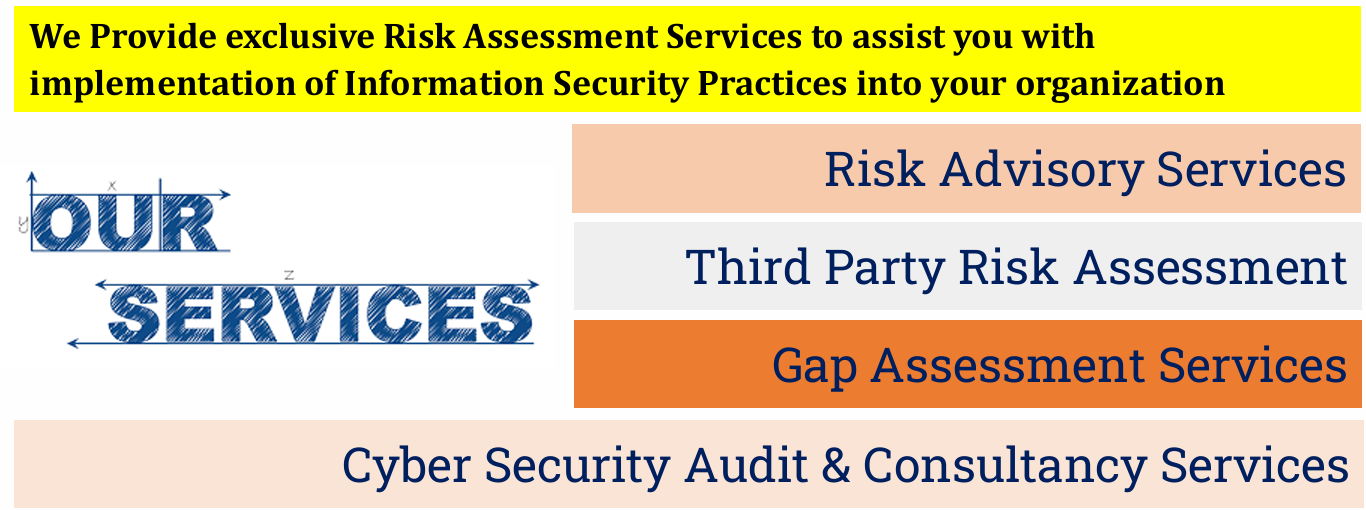 We Provide exclusive Risk Assessment Services to assist you with
implementation of Information Security Practices into your organization
x
y
OUR
z
SERVICES
Risk Advisory Services
Third Party Risk Assessment
Gap Assessment Services
Cyber Security Audit & Consultancy Services